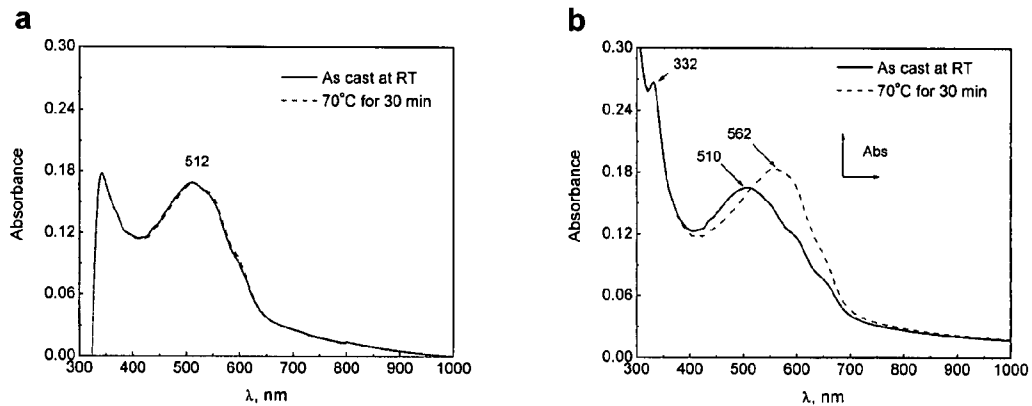 a
0.30
0.24
0.18
0.12
0.06
0.00
Absorbance
As cast at RT
70°C for 30 min
512
300 400 500 600 700 800 900 1000
λ, nm
b
0.30
0.24
0.18
0.12
0.06
0.00
Absorbance
332
As cast at RT
70°C for 30 min
562
510
Abs
300 400 500 600 700 800 900 1000
λ, nm